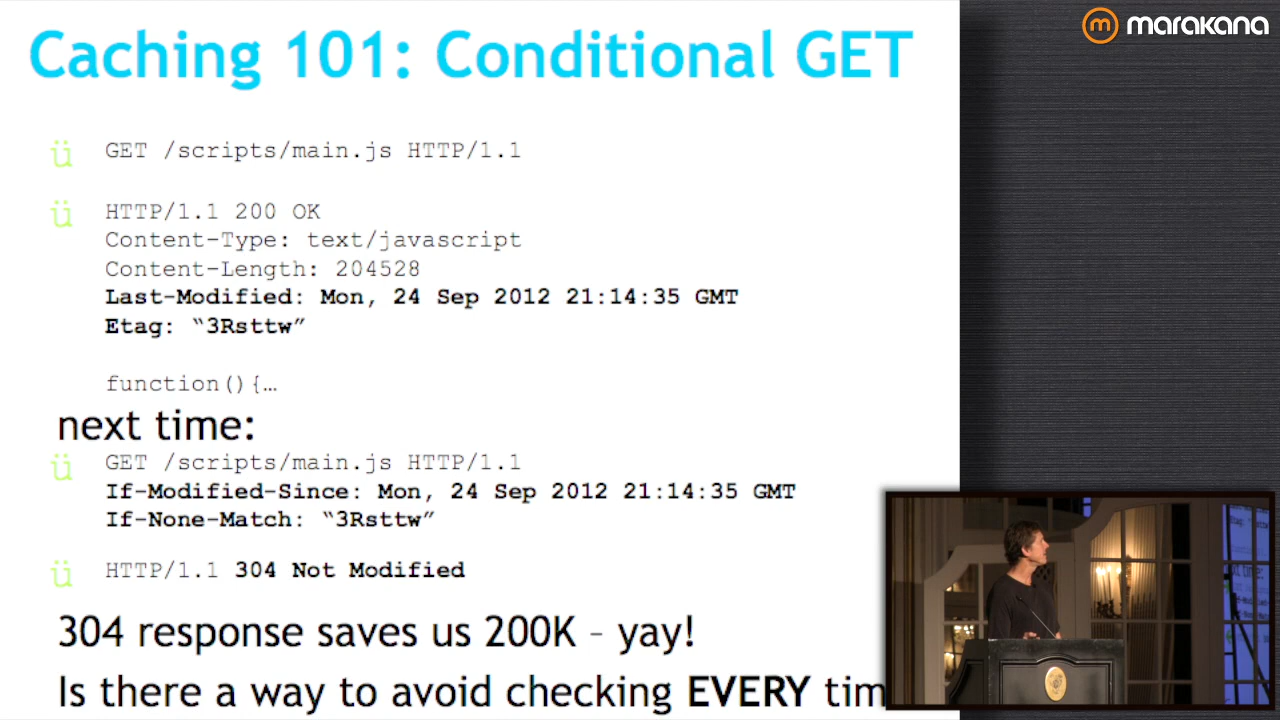 Caching 101: Conditional GET
marakana
ü GET /scripts/main.js HTTP/1.1
ü HTTP/1.1 200 OK
Content-Type: text/javascript
Content-Length: 204528
Last-Modified: Mon, 24 Sep 2012 21:14:35 GMT
Etag: “3Rsttw”
function(){…
next time:
ü GET /scripts/main.js HTTP/1.1
If-Modified-Since: Mon, 24 Sep 2012 21:14:35 GMT
If-None-Match: “3Rsttw”
ü HTTP/1.1 304 Not Modified
304 response saves us 200K – yay!
Is there a way to avoid checking EVERY tim